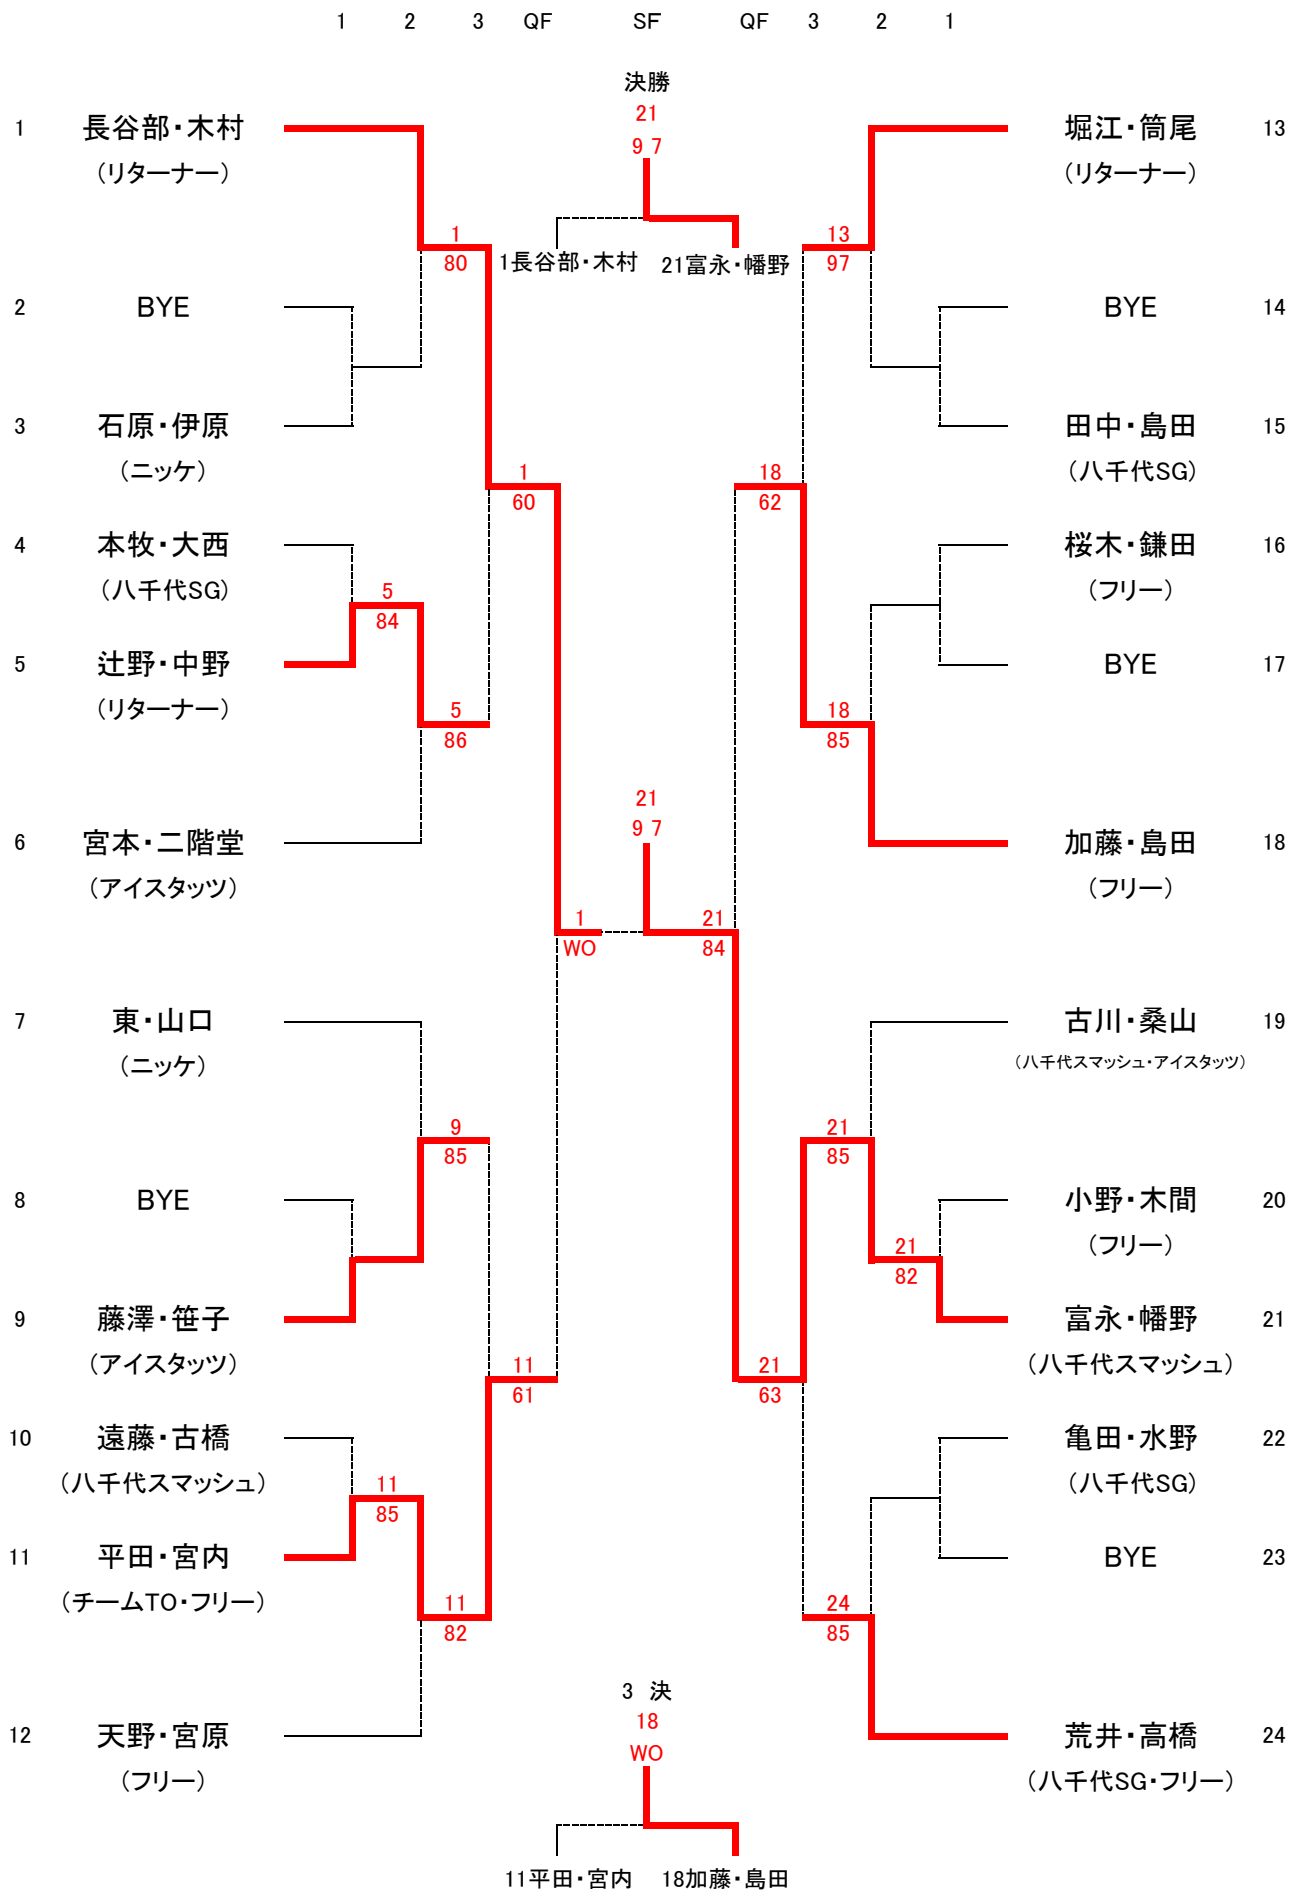 1 2 3 QF SF QF 3 2 1
決勝
21
9 7
1 長谷部・木村 堀江・筒尾 13
（リターナー） （リターナー）
1 13
80 1長谷部・木村 21富永・幡野 97
2 BYE BYE 14
3 石原・伊原 田中・島田 15
（ニッケ） （八千代SG）
1 18
60 62
4 本牧・大西 桜木・鎌田 16
（八千代SG） （フリー）
5
84
5 辻野・中野 BYE 17
（リターナー）
5 18
86 85
21
9 7
6 宮本・二階堂 加藤・島田 18
（アイスタッツ） （フリー）
1 21
WO 84
7 東・山口 古川・桑山 19
（ニッケ） （八千代スマッシュ・アイスタッツ）
9 21
85 85
8 BYE 小野・木間 20
（フリー）
21
82
9 藤澤・笹子 富永・幡野 21
（アイスタッツ） （八千代スマッシュ）
11 21
61 63
10 遠藤・古橋 亀田・水野 22
（八千代スマッシュ） （八千代SG）
11
85
11 平田・宮内 BYE 23
（チームTO・フリー）
11 24
82 85
3 決
18
WO
12 天野・宮原 荒井・高橋 24
（フリー） （八千代SG・フリー）
11平田・宮内 18加藤・島田